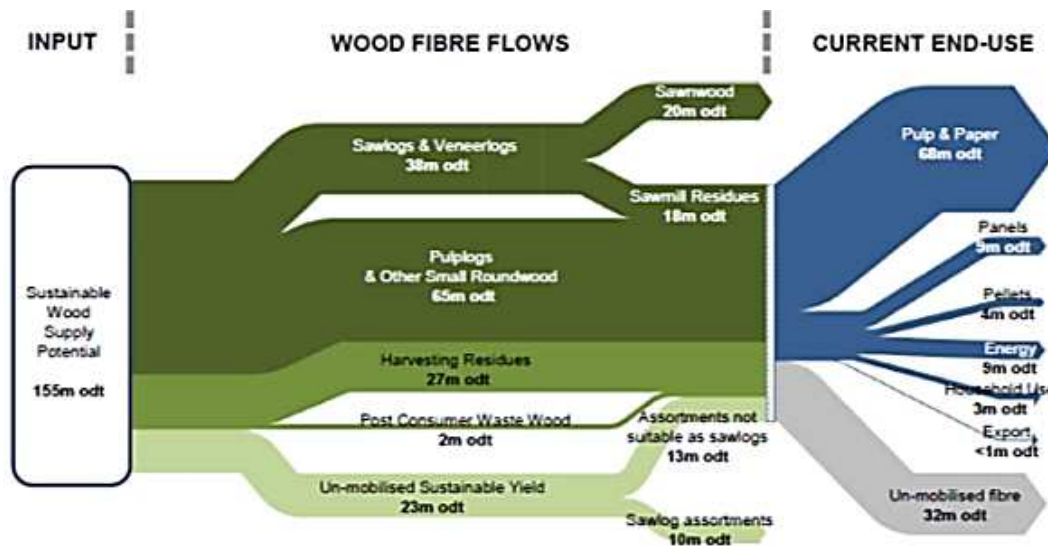 INPUT
WOOD FIBRE FLOWS
CURRENT END-USE
Sustainable
Wood
Supply
Potential
155m odt
Sawlogs & Veneerlogs
38m odt
Sawnwood
20m odt
Sawmill Residues
18m odt
Pulplogs
& Other Small Roundwood
65m odt
Harvesting Residues
27m odt
Post Consumer Waste Wood
2m odt
Assortments not
suitable as sawlogs
13m odt
Un-mobilised Sustainable Yield
23m odt
Sawlog assortments
10m odt
Pulp & Paper
68m odt
Panels
9m odt
Pellets
4m odt
Energy
9m odt
Household Use
3m odt
Export
<1m odt
Un-mobilised fibre
32m odt